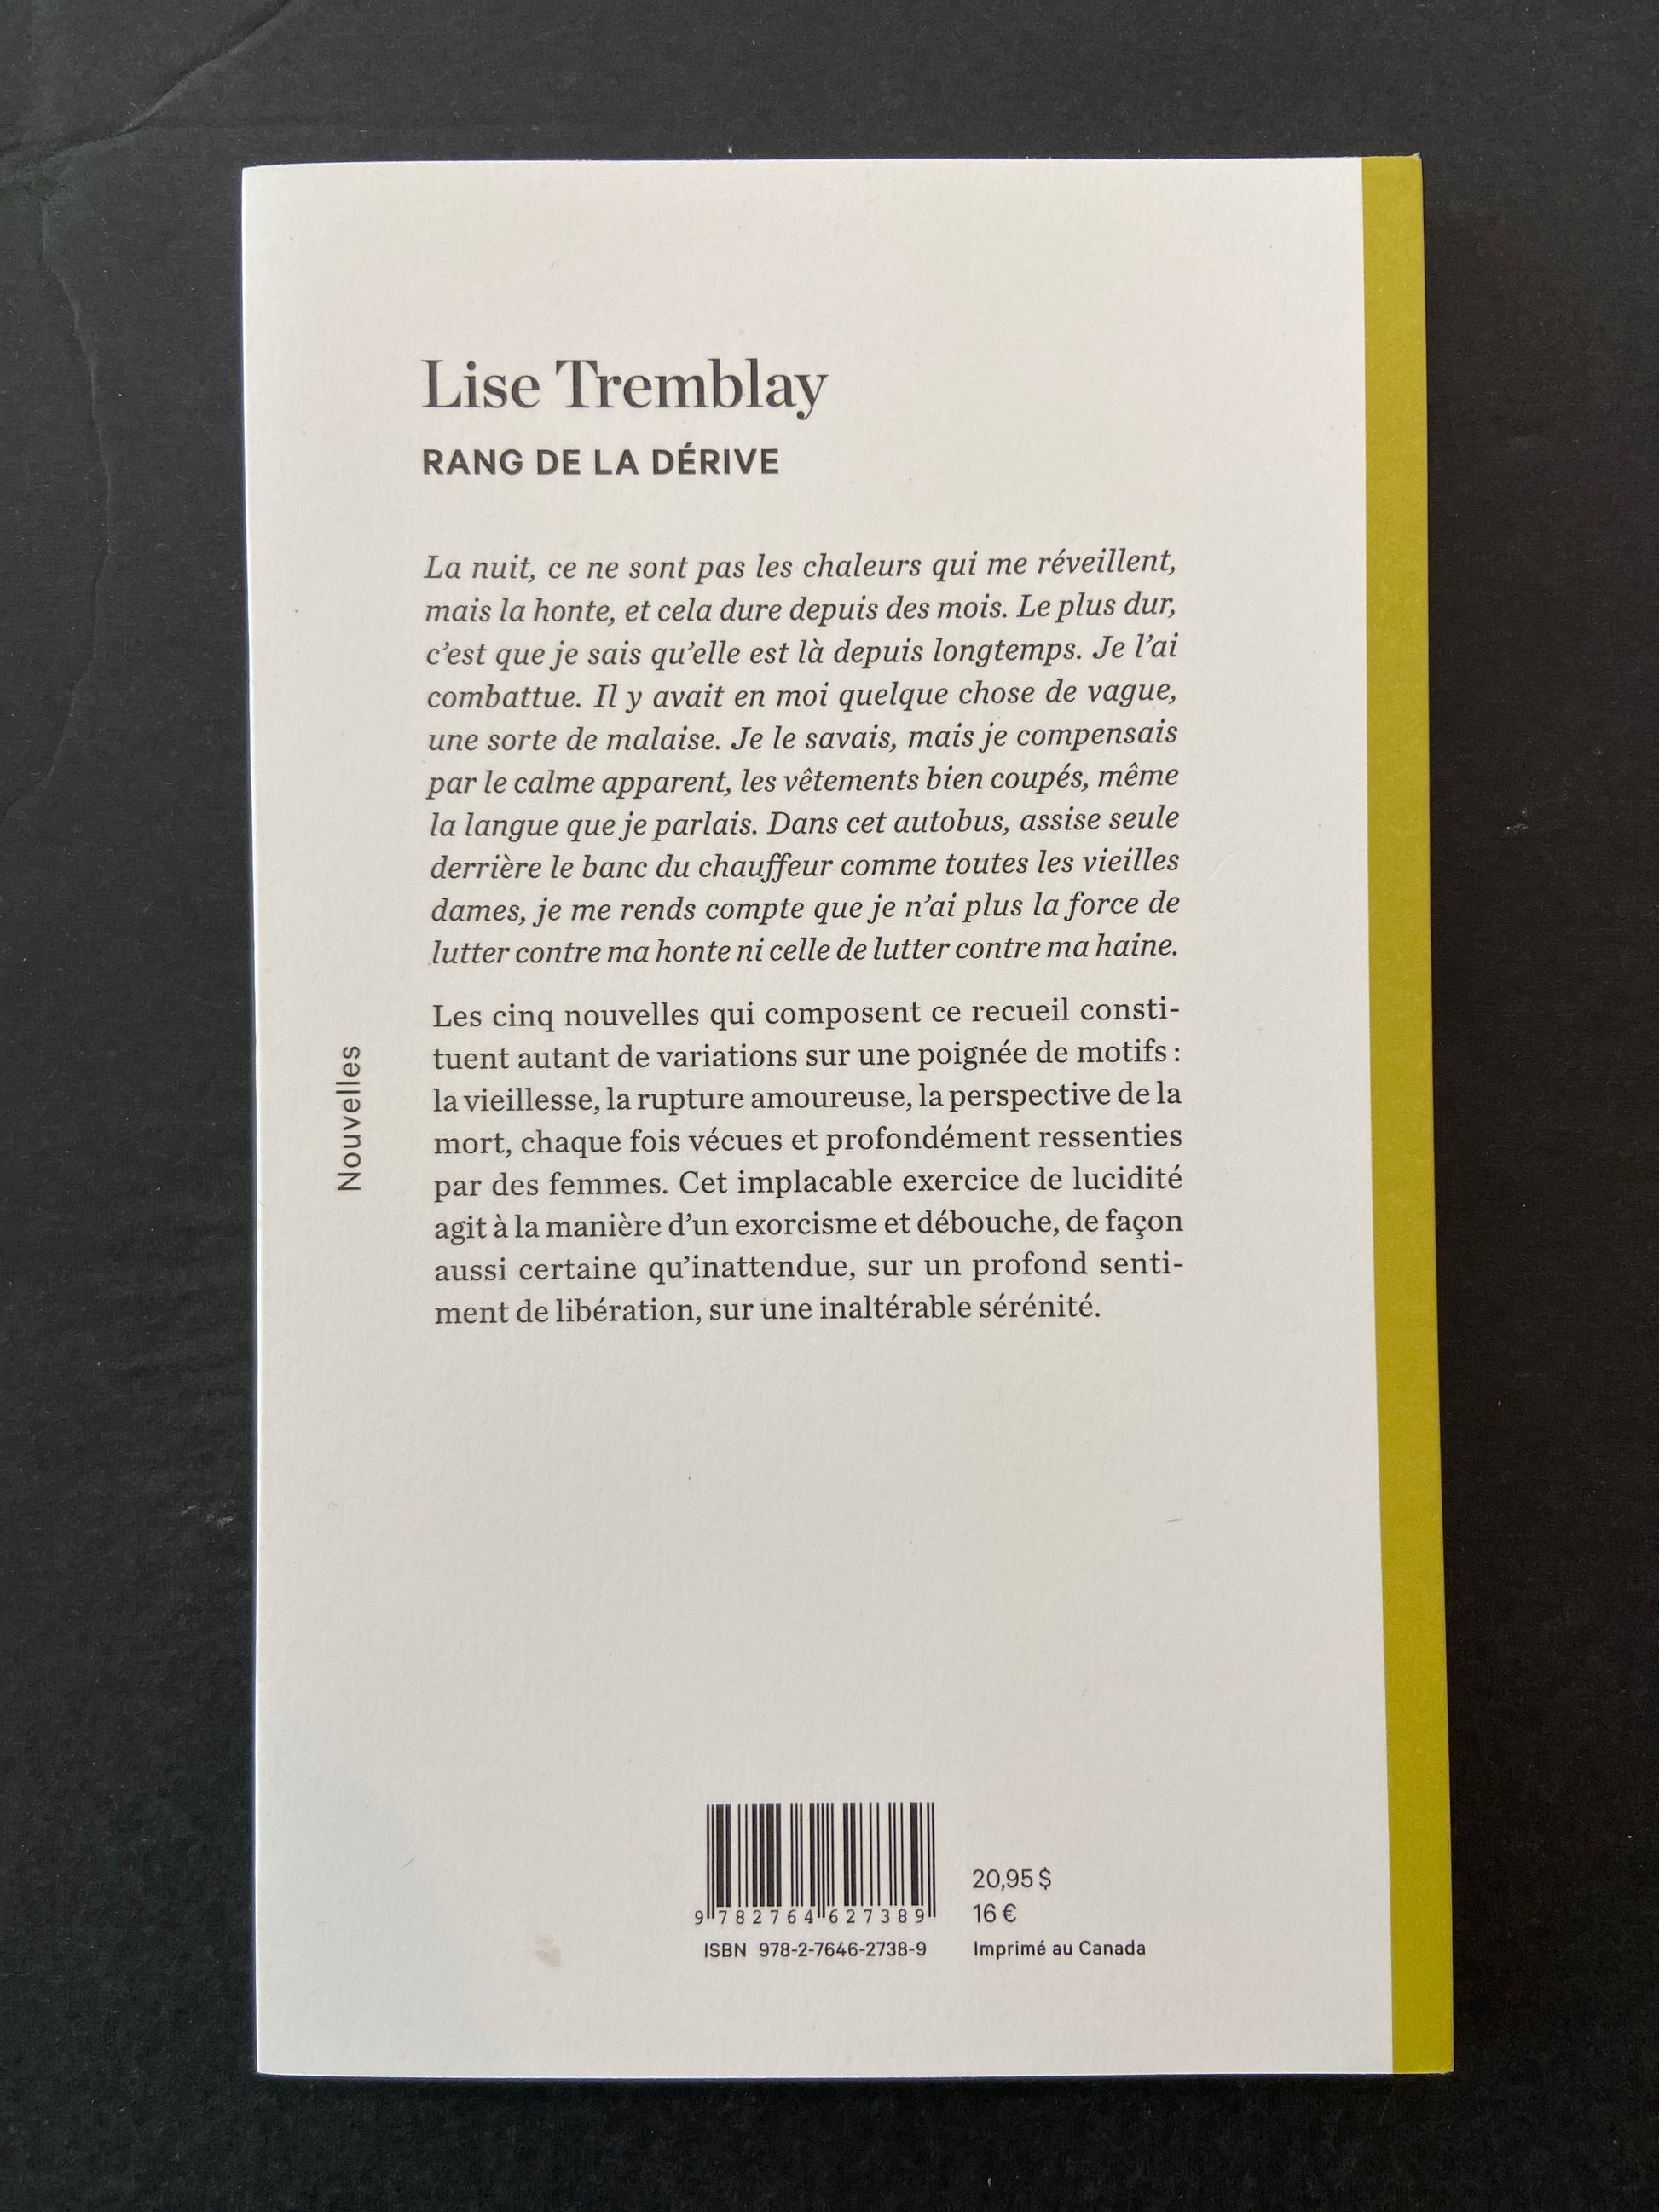 Lise Tremblay
RANG DE LA DÉRIVE
La nuit, ce ne sont pas les chaleurs qui me réveillent,
mais la honte, et cela dure depuis des mois. Le plus dur,
c’est que je sais qu’elle est là depuis longtemps. Je l’ai
combattue. Il y avait en moi quelque chose de vague,
une sorte de malaise. Je le savais, mais je compensais
par le calme apparent, les vêtements bien coupés, même
la langue que je parlais. Dans cet autobus, assise seule
derrière le banc du chauffeur comme toutes les vieilles
dames, je me rends compte que je n’ai plus la force de
lutter contre ma honte ni celle de lutter contre ma haine.
Les cinq nouvelles qui composent ce recueil consti-
tuent autant de variations sur une poignée de motifs :
la vieillesse, la rupture amoureuse, la perspective de la
mort, chaque fois vécues et profondément ressenties
par des femmes. Cet implacable exercice de lucidité
agit à la manière d’un exorcisme et débouche, de façon
aussi certaine qu’inattendue, sur un profond senti-
ment de libération, sur une inaltérable sérénité.
Nouvelles
9 782764 627389
ISBN 978-2-7646-2738-9
20,95 $
16 €
Imprimé au Canada